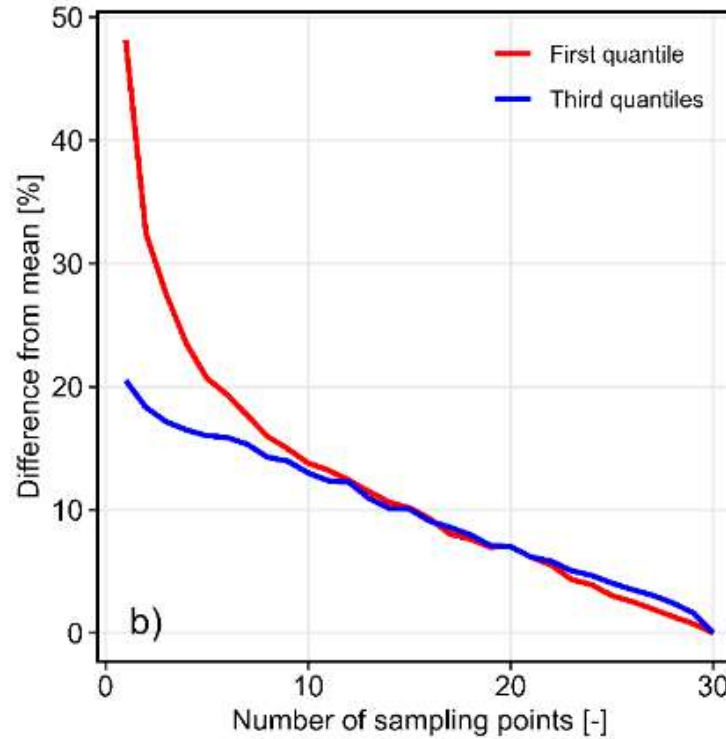 50
40
30
20
10
0
Difference from mean [%]
First quantile
Third quantiles
b)
0 10 20 30
Number of sampling points [-]